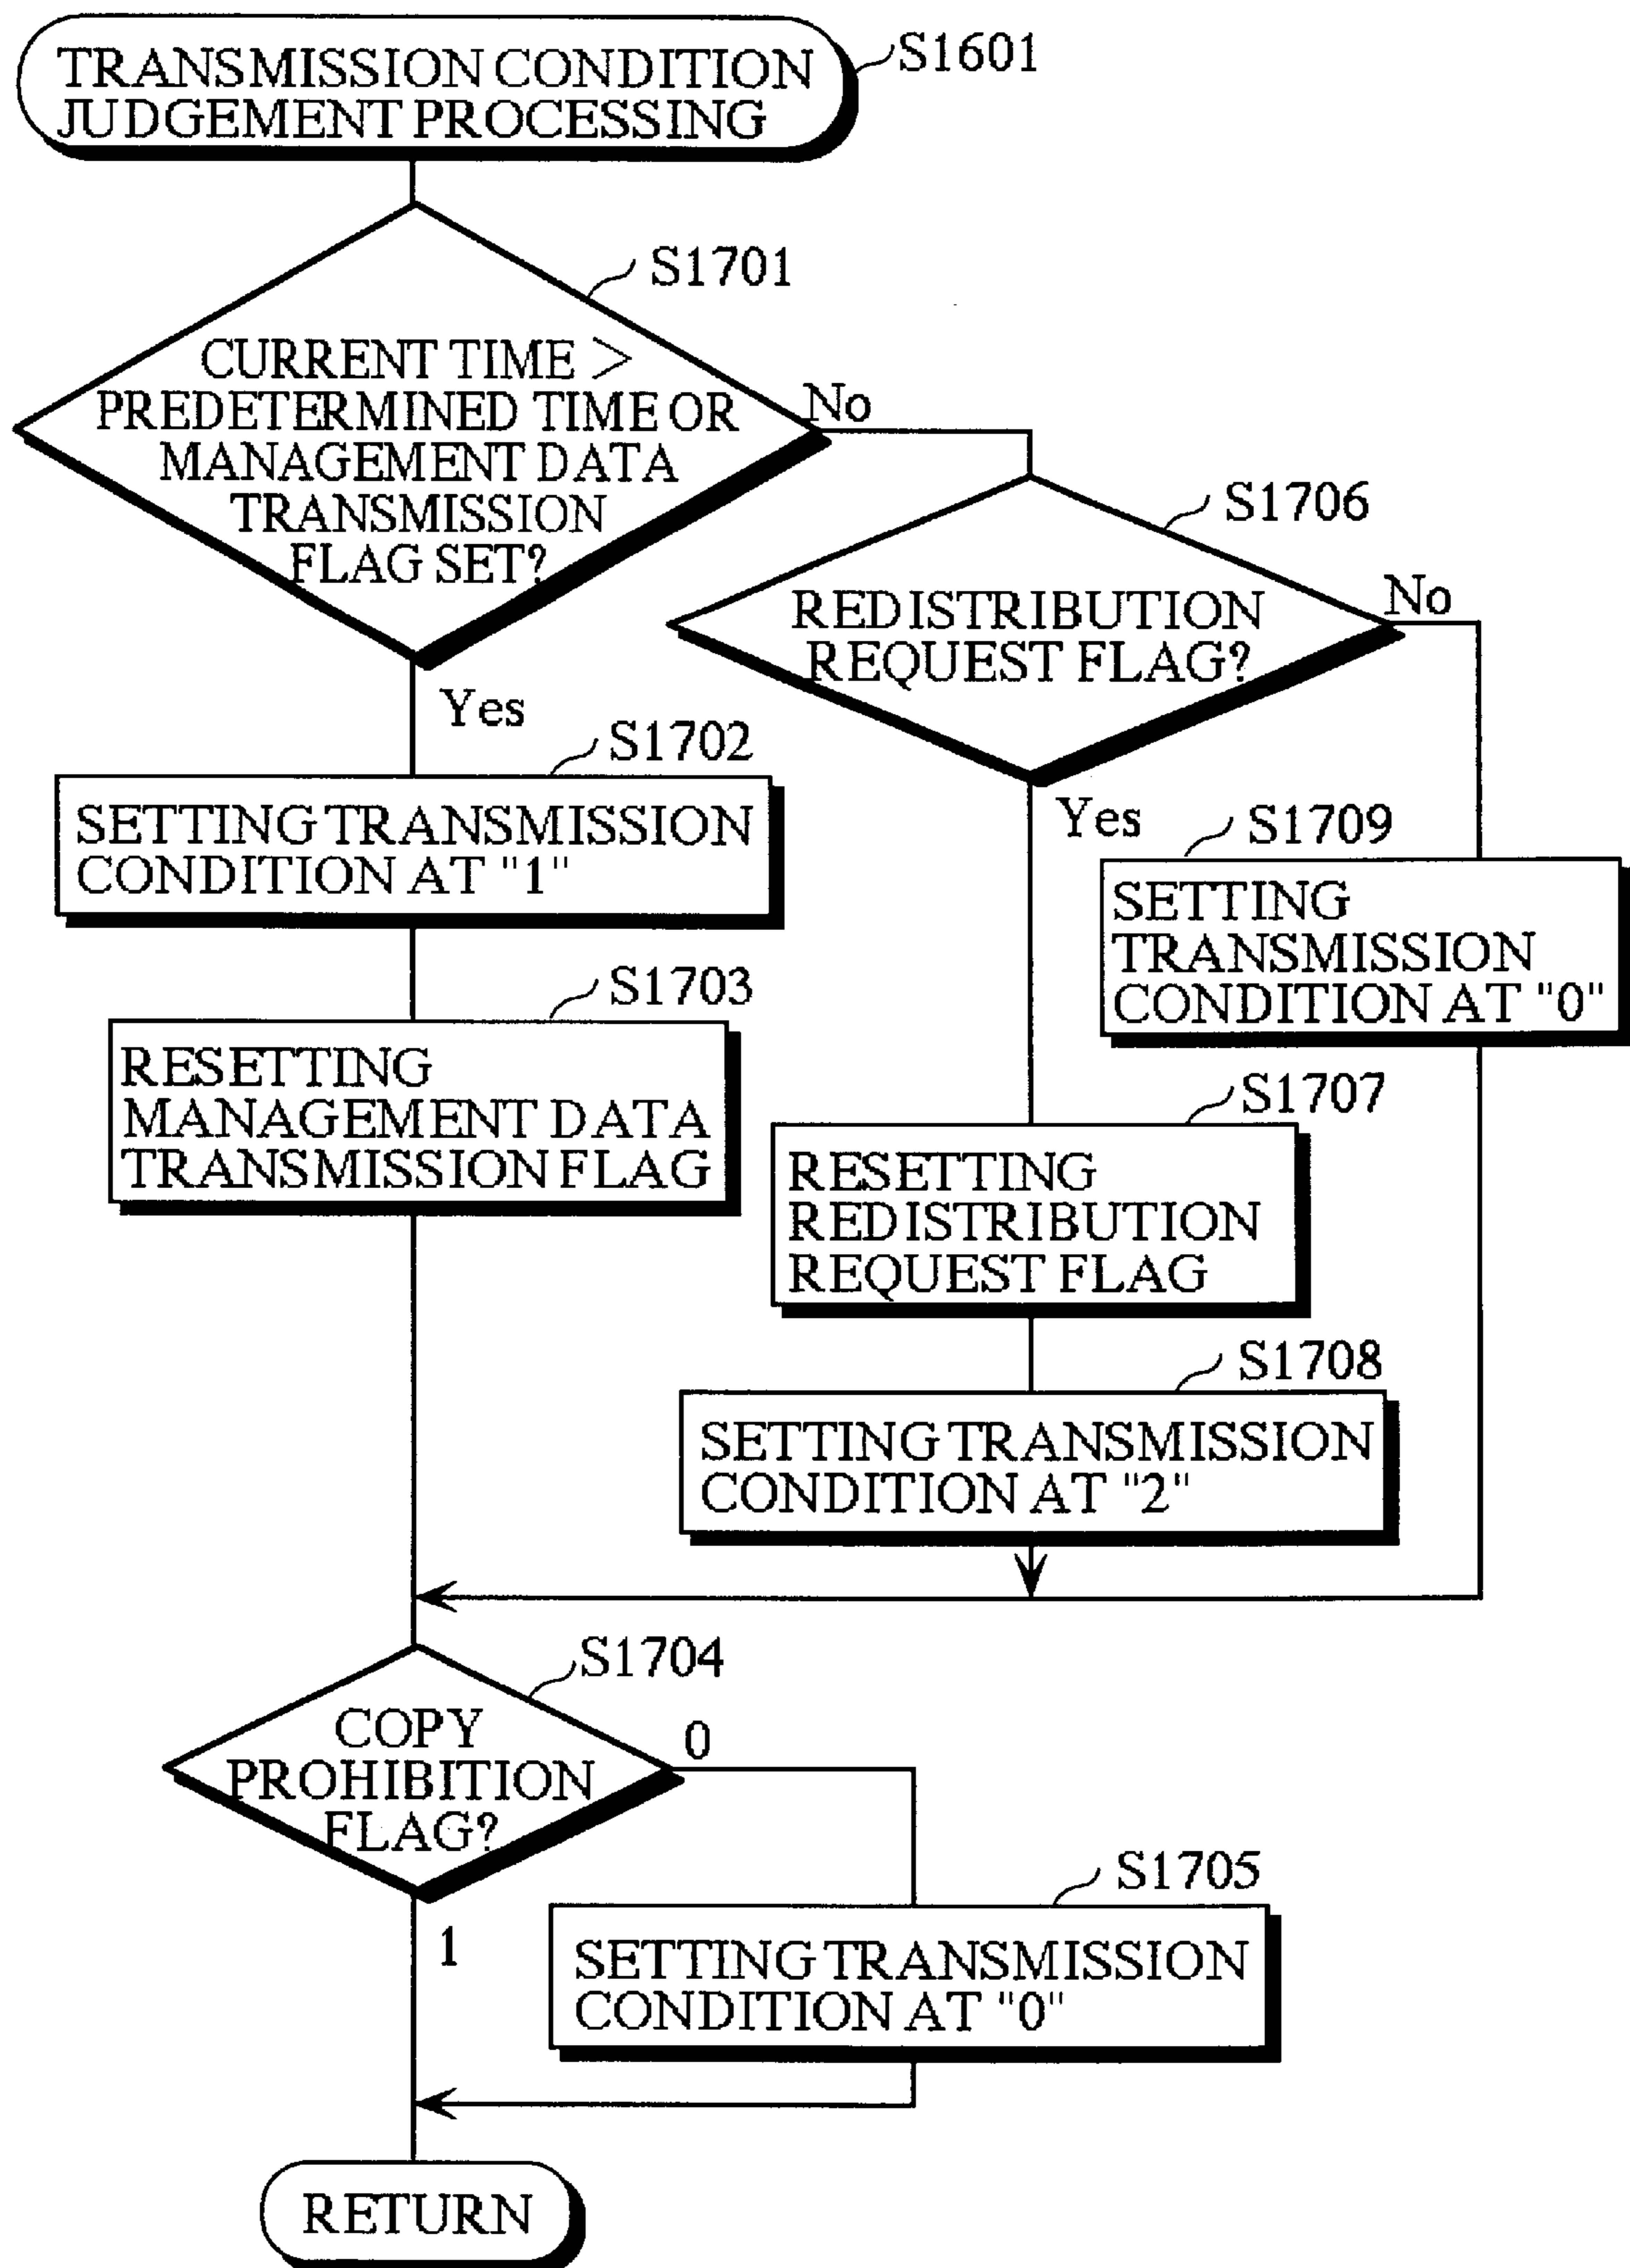 TRANSMISSION CONDITION
JUDGEMENT PROCESSING
S1601
S1701
CURRENT TIME >
PREDETERMINED TIME OR
MANAGEMENT DATA
TRANSMISSION
FLAG SET?
No
Yes
S1706
REDISTRIBUTION
REQUEST FLAG?
No
Yes
S1702
SETTING TRANSMISSION
CONDITION AT "1"
S1709
SETTING
TRANSMISSION
CONDITION AT "0"
S1703
RESETTING
MANAGEMENT DATA
TRANSMISSION FLAG
S1707
RESETTING
REDISTRIBUTION
REQUEST FLAG
S1708
SETTING TRANSMISSION
CONDITION AT "2"
S1704
COPY
PROHIBITION
FLAG?
0
1
S1705
SETTING TRANSMISSION
CONDITION AT "0"
RETURN